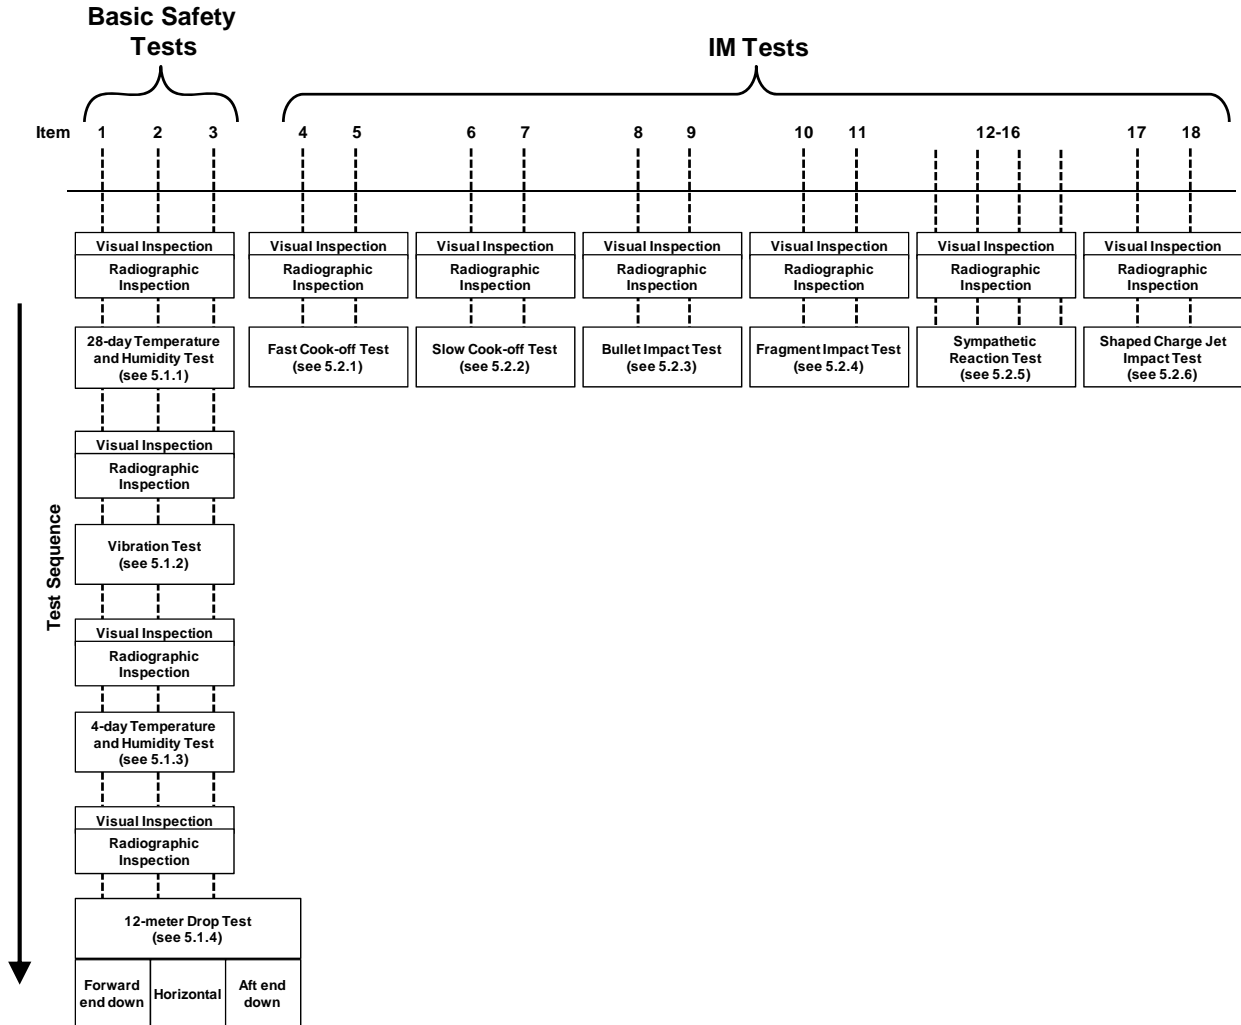 Basic Safety
Tests
IM Tests
Item
1
2
3
4
5
6
7
8
9
10
11
12-16
17
18
Visual Inspection
Radiographic
Inspection
Visual Inspection
Radiographic
Inspection
Visual Inspection
Radiographic
Inspection
Visual Inspection
Radiographic
Inspection
Visual Inspection
Radiographic
Inspection
Visual Inspection
Radiographic
Inspection
Visual Inspection
Radiographic
Inspection
28-day Temperature
and Humidity Test
(see 5.1.1)
Fast Cook-off Test
(see 5.2.1)
Slow Cook-off Test
(see 5.2.2)
Bullet Impact Test
(see 5.2.3)
Fragment Impact Test
(see 5.2.4)
Sympathetic
Reaction Test
(see 5.2.5)
Shaped Charge Jet
Impact Test
(see 5.2.6)
Visual Inspection
Radiographic
Inspection
Test Sequence
Vibration Test
(see 5.1.2)
Visual Inspection
Radiographic
Inspection
4-day Temperature
and Humidity Test
(see 5.1.3)
Visual Inspection
Radiographic
Inspection
12-meter Drop Test
(see 5.1.4)
Forward
end down
Horizontal
Aft end
down